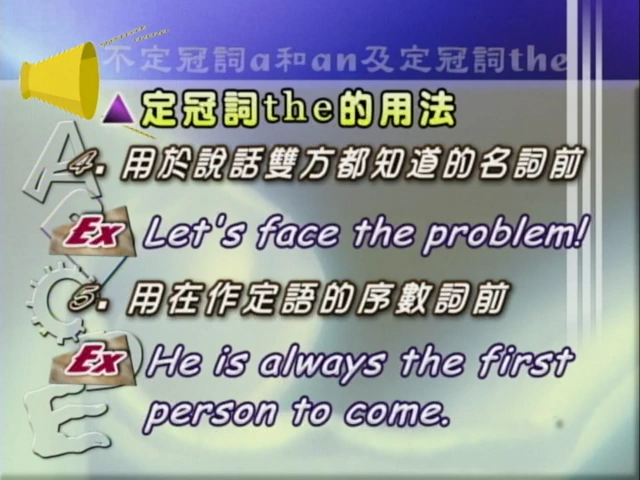 不定冠詞a和an及定冠詞the
▲定冠詞the的用法
4. 用於說話雙方都知道的名詞前
Ex Let's face the problem!
5. 用在作定語的序數詞前
Ex He is always the first
person to come.